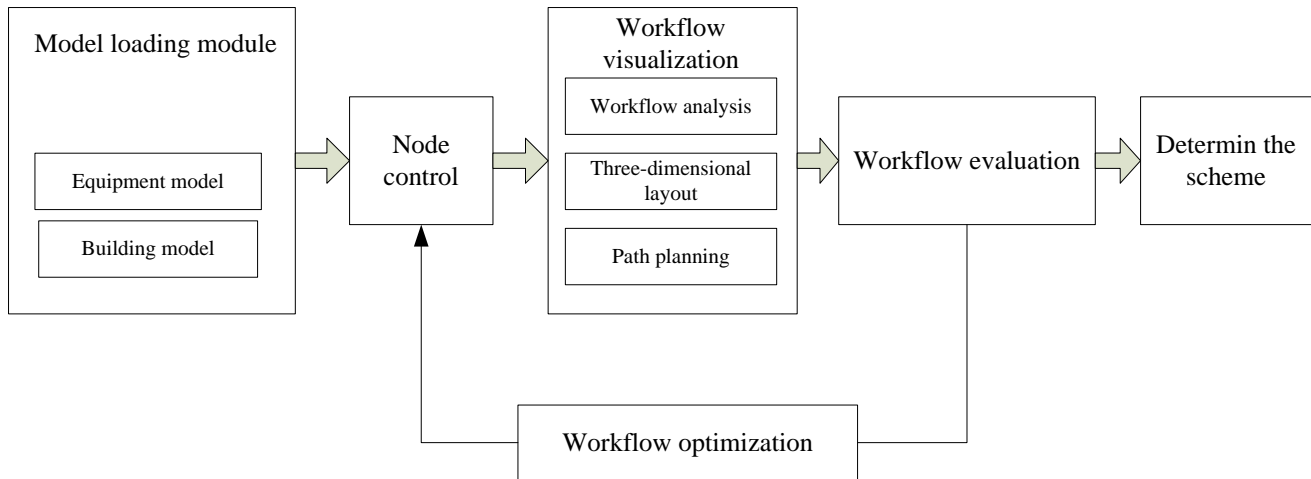 Model loading module
Equipment model
Building model
Node
control
Workflow
visualization
Workflow analysis
Three-dimensional
layout
Path planning
Workflow evaluation
Determin the
scheme
Workflow optimization